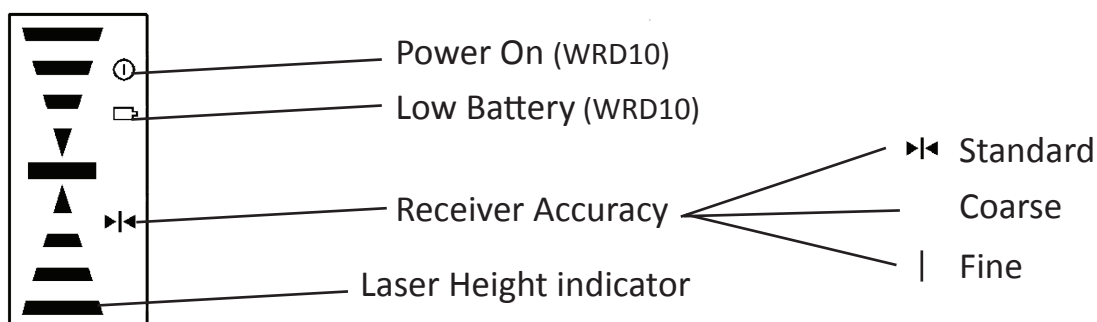 Power On (WRD10)
Low Battery (WRD10)
Receiver Accuracy
Standard
Coarse
| Fine
Laser Height indicator